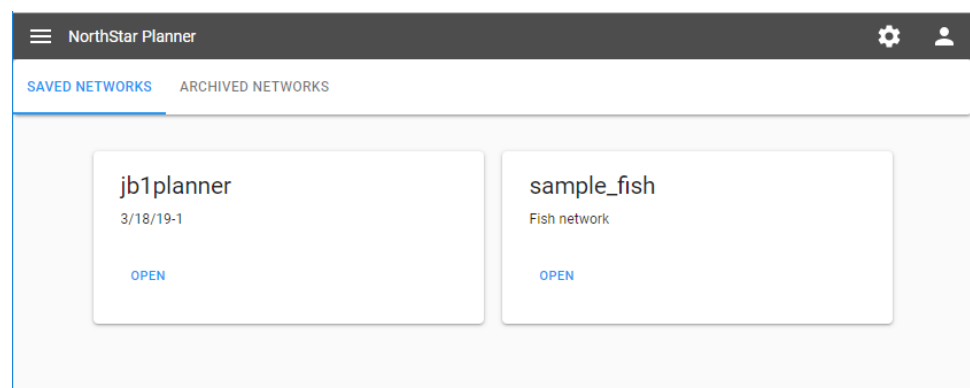 NorthStar Planner
SAVED NETWORKS ARCHIVED NETWORKS
jb1planner
3/18/19-1
OPEN
sample_fish
Fish network
OPEN